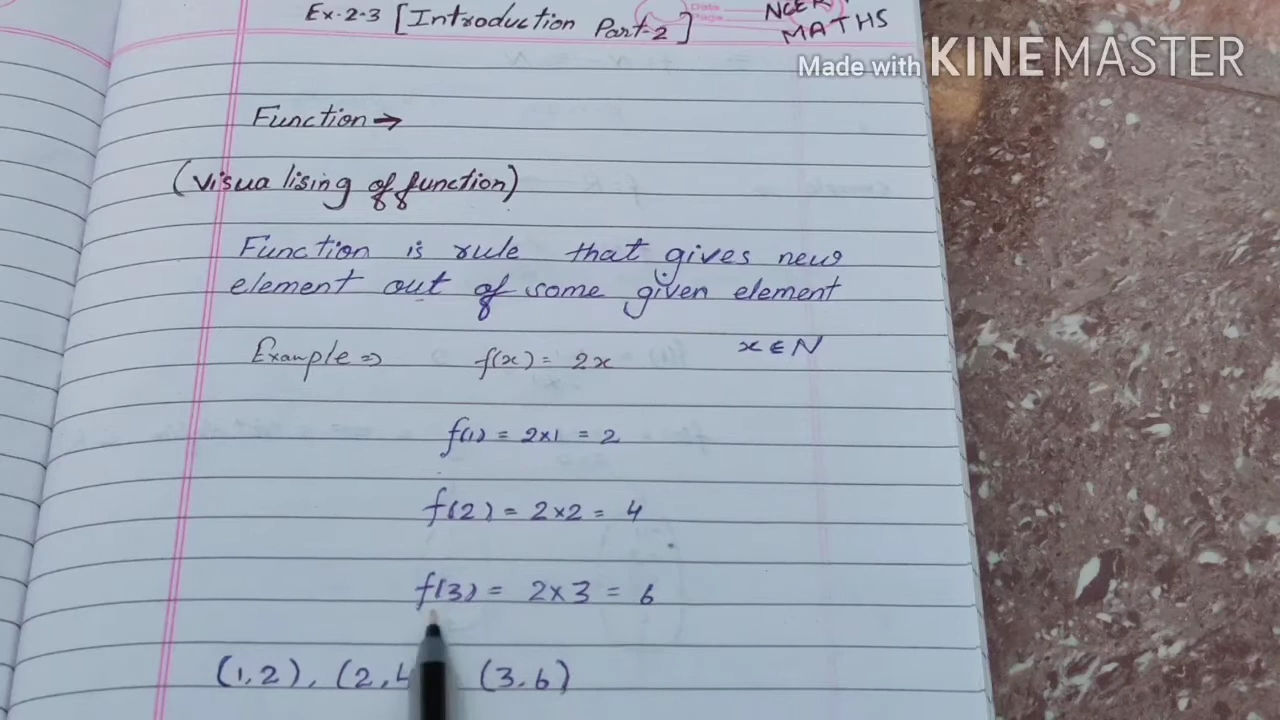 Ex-2-3 [Introduction Part-2]
Date
Page
MATHS
Made with KINEMASTER
Function →
(visualising of function)
Function is rule that gives new
element out of some given element
Example ⇒ f(x) = 2x x ∈ N
f(1) = 2×1 = 2
f(2) = 2×2 = 4
f(3) = 2×3 = 6
(1,2), (2,4 (3,6)